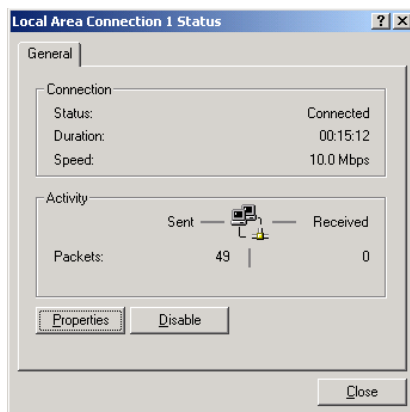 Local Area Connection 1 Status
General
Connection
Status: Connected
Duration: 00:15:12
Speed: 10.0 Mbps
Activity
Sent Received
Packets: 49 0
Properties Disable
Close